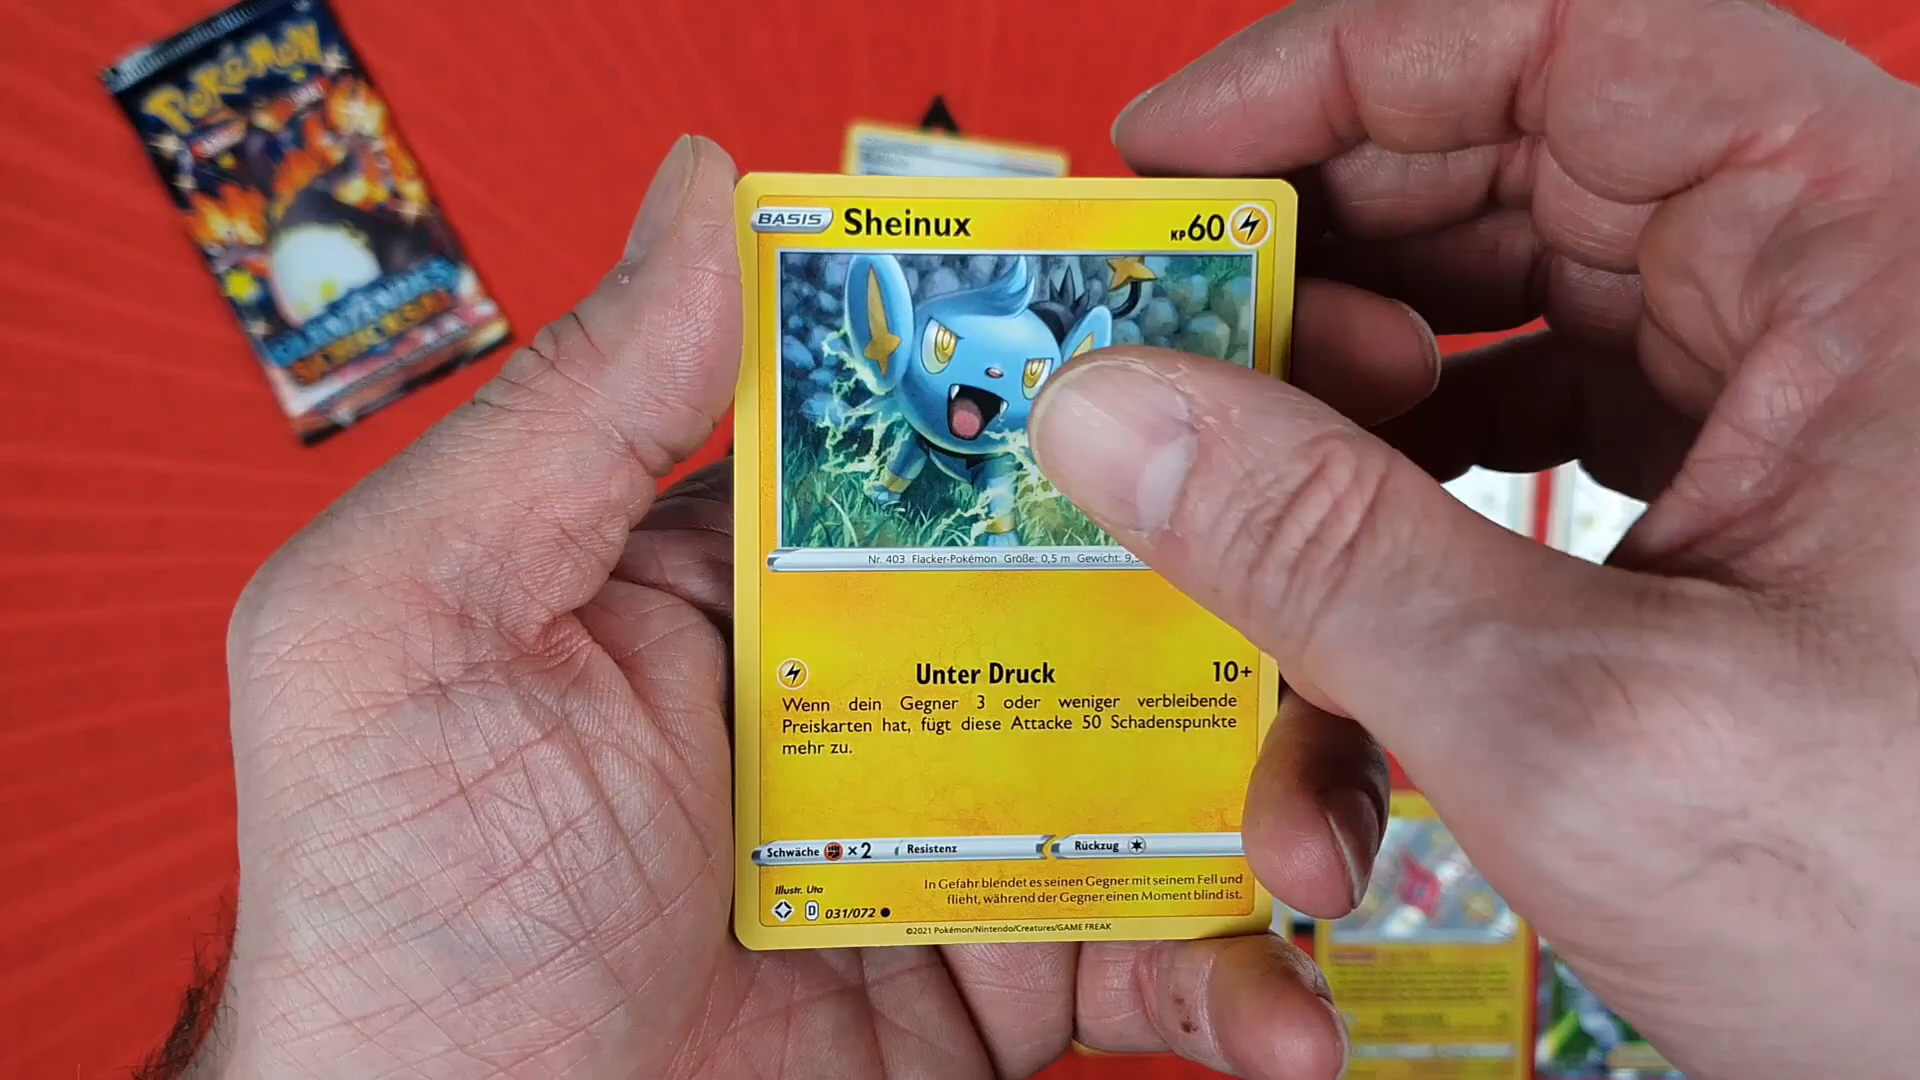 Pokémon
GLÄNZENDES
SCHICKSAL
BASIS Sheinux KP60
Nr. 403 Flacker-Pokémon Größe: 0,5 m Gewicht: 9,5
Unter Druck 10+
Wenn dein Gegner 3 oder weniger verbleibende
Preiskarten hat, fügt diese Attacke 50 Schadenspunkte
mehr zu.
Schwäche ×2 Resistenz Rückzug
Illustr. Uta
In Gefahr blendet es seinen Gegner mit seinem Fell und
flieht, während der Gegner einen Moment blind ist.
D 031/072
©2021 Pokémon/Nintendo/Creatures/GAME FREAK